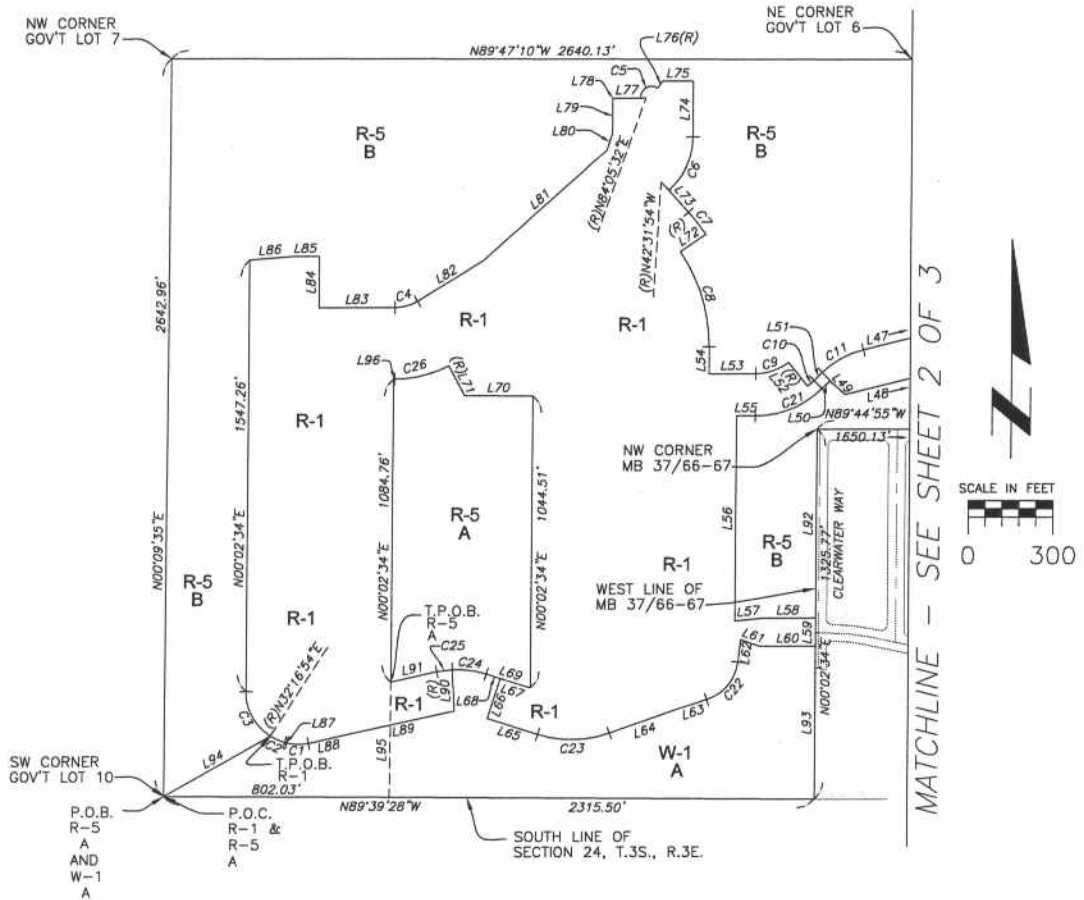 NW CORNER
GOV'T LOT 7
NE CORNER
GOV'T LOT 6
N89°47'10"W 2640.13'
L76(R)
C5
L75
L78
L77
L79
L74
L80
R-5
B
R-5
B
(R)N84°05'32"E
C6
L81
L73
C7
(R)
L72
(R)N42°31'54"W
L86
L85
L84
L82
C8
L83
C4
2642.96'
R-1
R-1
L51
C10
C11
L47
L54
L53
C9
(R)
L52
L49
L48
L96
C26
(R)L71
L70
L55
C21
L50
N89°44'55"W
1650.13'
1547.26'
R-1
NW CORNER
MB 37/66-67
MATCHLINE - SEE SHEET 2 OF 3
SCALE IN FEET
0 300
1084.76'
1044.51'
R-5
A
L56
R-5
B
L92
1325.77'
CLEARWATER WAY
R-1
WEST LINE OF
MB 37/66-67
N00°09'35"E
N00°02'34"E
N00°02'34"E
N00°02'34"E
R-5
B
R-1
T.P.O.B.
R-5
A
L57
L58
L59
L61
L60
L62
N00°02'34"E
C25
C24
L91
L69
L67
(R)
L90
L68
L66
(R)N32°16'54"E
R-1
R-1
C22
C3
L87
L89
L63
L93
C2
C1
L88
L95
L65
C23
L64
L94
T.P.O.B.
R-1
W-1
A
SW CORNER
GOV'T LOT 10
802.03'
N89°39'28"W
2315.50'
P.O.B.
R-5
A
AND
W-1
A
P.O.C.
R-1 &
R-5
A
SOUTH LINE OF
SECTION 24, T.3S., R.3E.